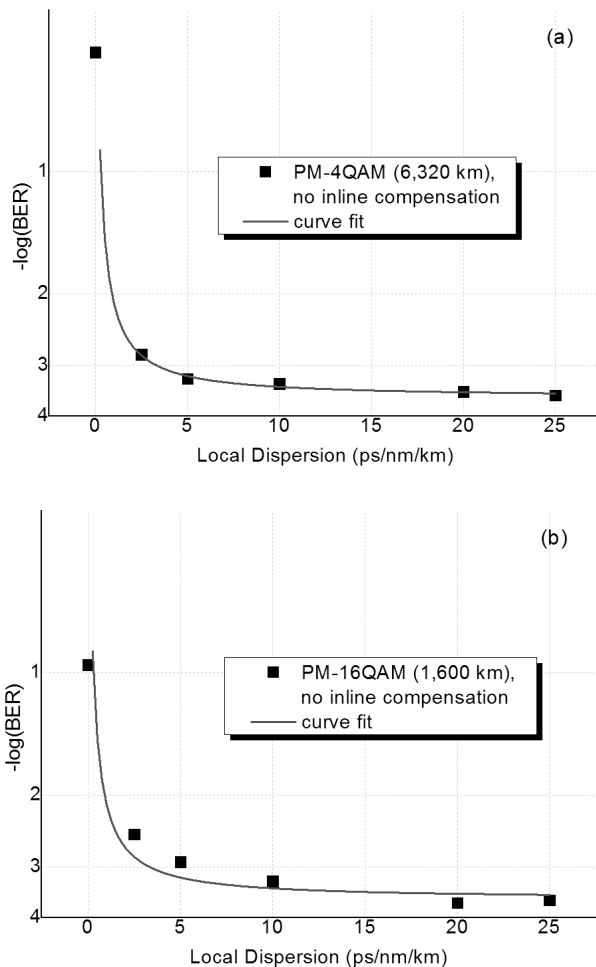 (a)
1
2
3
4
-log(BER)
PM-4QAM (6,320 km),
no inline compensation
curve fit
0 5 10 15 20 25
Local Dispersion (ps/nm/km)
(b)
1
2
3
4
-log(BER)
PM-16QAM (1,600 km),
no inline compensation
curve fit
0 5 10 15 20 25
Local Dispersion (ps/nm/km)